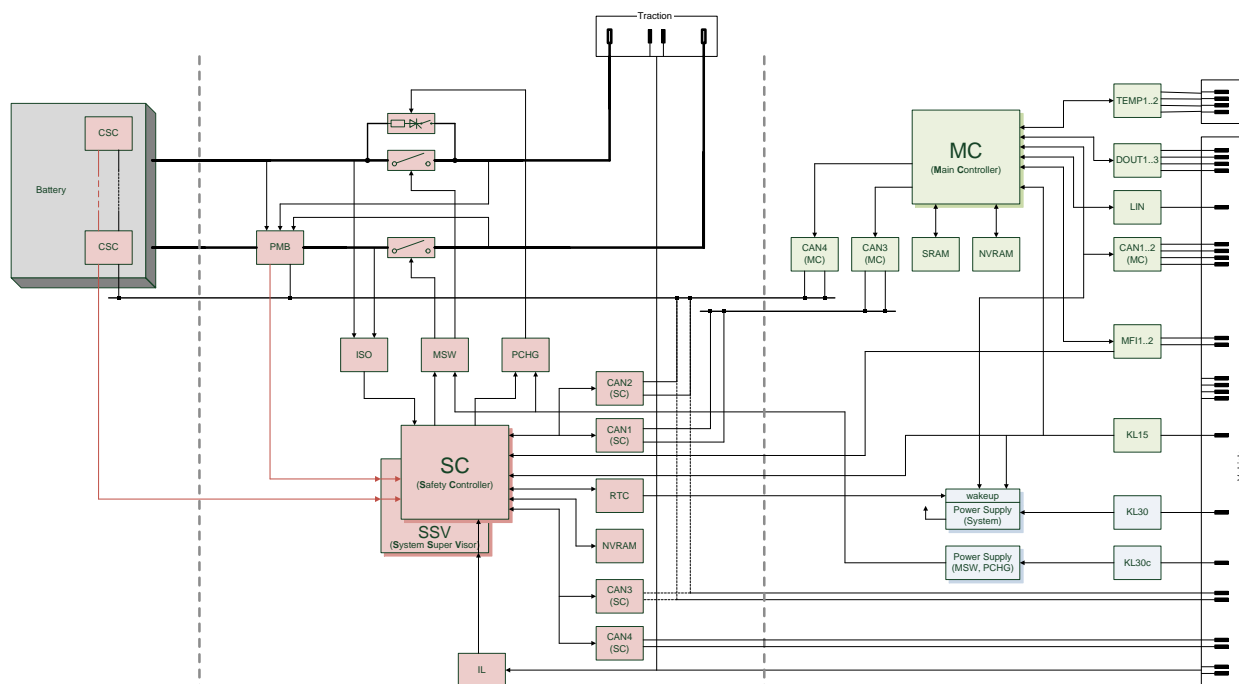 Traction
Battery
CSC
CSC
PMB
ISO
MSW
PCHG
SC
(Safety Controller)
SSV
(System Super Visor)
IL
CAN2
(SC)
CAN1
(SC)
RTC
NVRAM
CAN3
(SC)
CAN4
(SC)
MC
(Main Controller)
CAN4
(MC)
CAN3
(MC)
SRAM
NVRAM
wakeup
Power Supply
(System)
Power Supply
(MSW, PCHG)
TEMP1..2
DOUT1..3
LIN
CAN1..2
(MC)
MFI1..2
KL15
KL30
KL30c